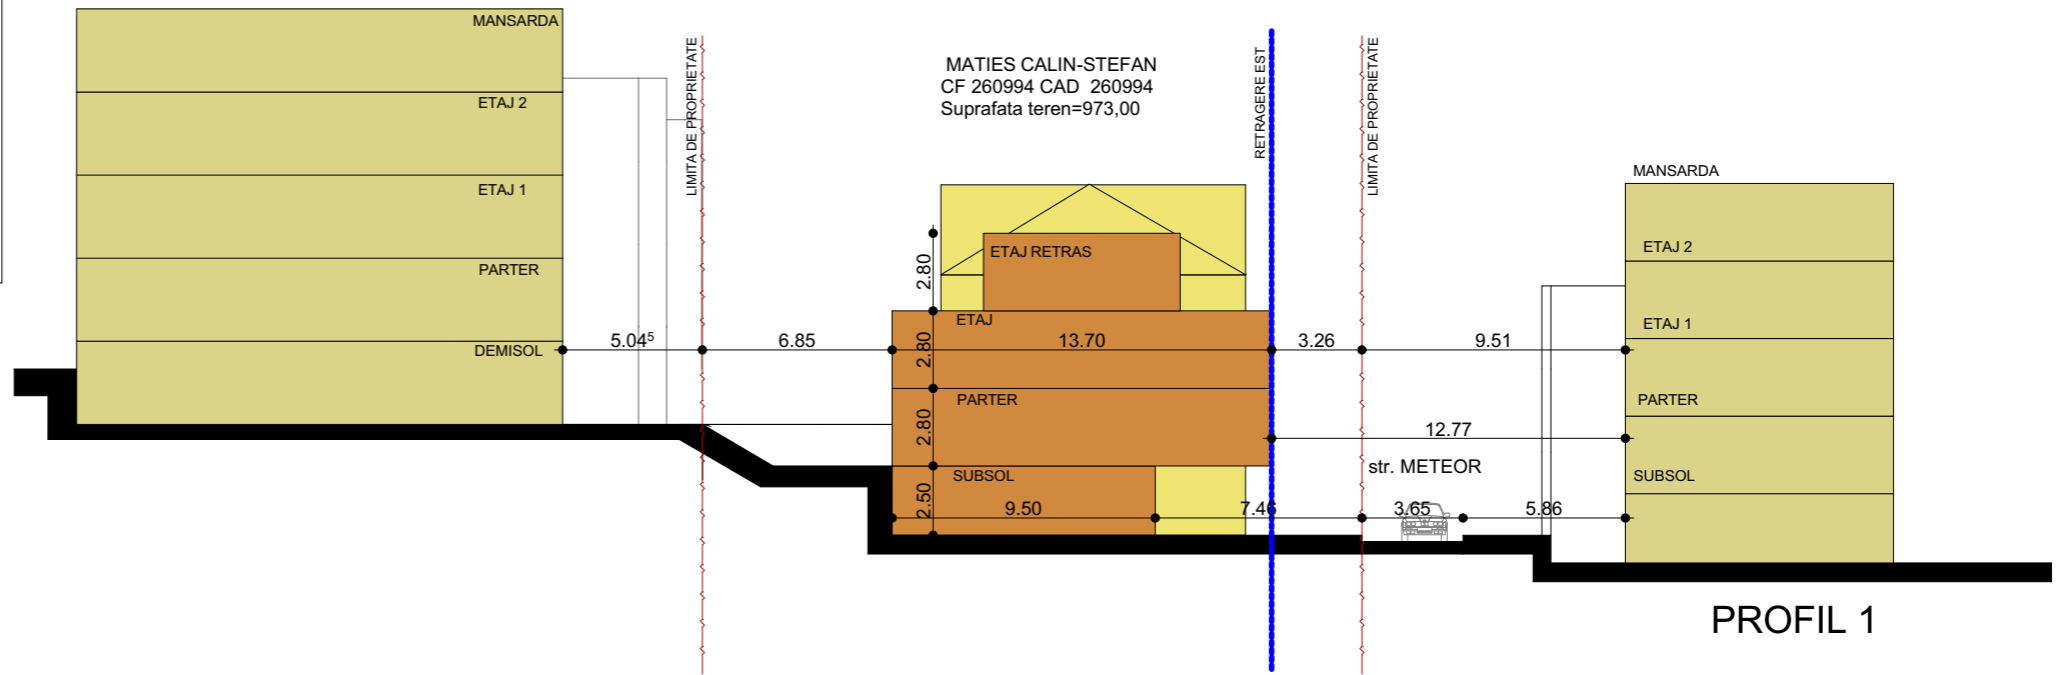 MANSARDA
ETAJ 2
ETAJ 1
PARTER
DEMISOL
5.04⁵
LIMITA DE PROPRIETATE
6.85
MATIES CALIN-STEFAN
CF 260994 CAD 260994
Suprafata teren=973,00
ETAJ RETRAS
ETAJ
PARTER
SUBSOL
2.80
2.80
2.80
2.50
13.70
9.50
RETRAGERE EST
LIMITA DE PROPRIETATE
3.26
9.51
12.77
str. METEOR
7.46
3.65
5.86
MANSARDA
ETAJ 2
ETAJ 1
PARTER
SUBSOL
PROFIL 1